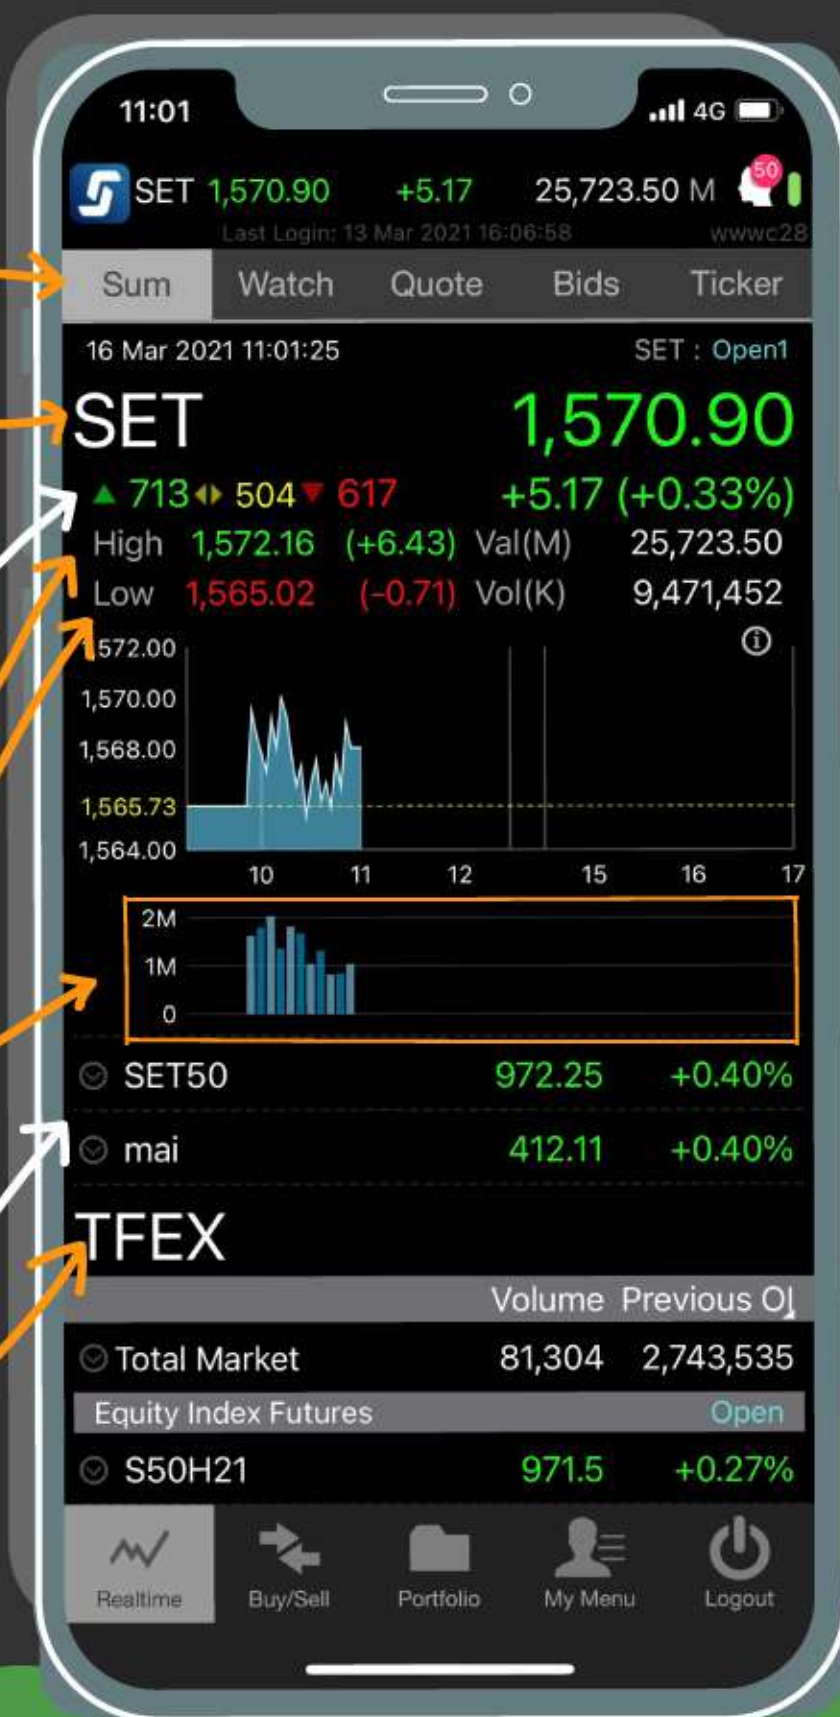 11:01 4G
SET 1,570.90 +5.17 25,723.50 M 50
Last Login: 13 Mar 2021 16:06:58 wwwc28
Sum Watch Quote Bids Ticker
16 Mar 2021 11:01:25 SET : Open1
SET 1,570.90
▲ 713 ◂▸ 504 ▼ 617 +5.17 (+0.33%)
High 1,572.16 (+6.43) Val(M) 25,723.50
Low 1,565.02 (-0.71) Vol(K) 9,471,452
1,572.00
1,570.00
1,568.00
1,565.73
1,564.00
10 11 12 15 16 17
2M
1M
0
SET50 972.25 +0.40%
mai 412.11 +0.40%
TFEX
Volume Previous OI
Total Market 81,304 2,743,535
Equity Index Futures Open
S50H21 971.5 +0.27%
Realtime Buy/Sell Portfolio My Menu Logout